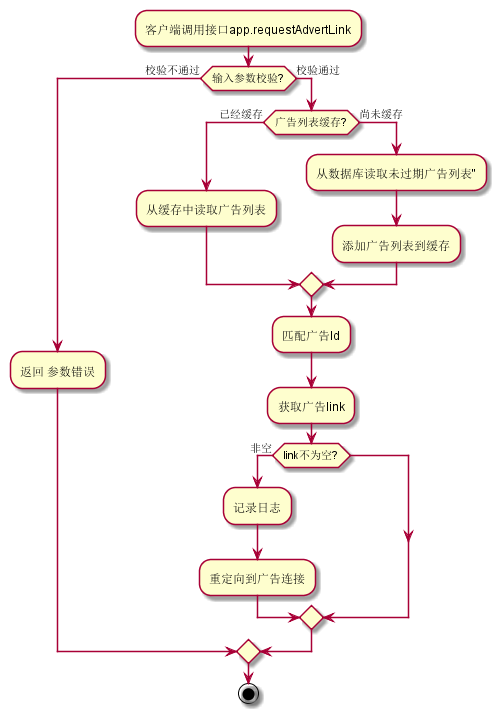 客户端调用接口app.requestAdvertLink
校验不通过
输入参数校验?
校验通过
已经缓存
广告列表缓存?
尚未缓存
从数据库读取未过期广告列表"
从缓存中读取广告列表
添加广告列表到缓存
匹配广告Id
返回 参数错误
获取广告link
非空
link不为空?
记录日志
重定向到广告连接